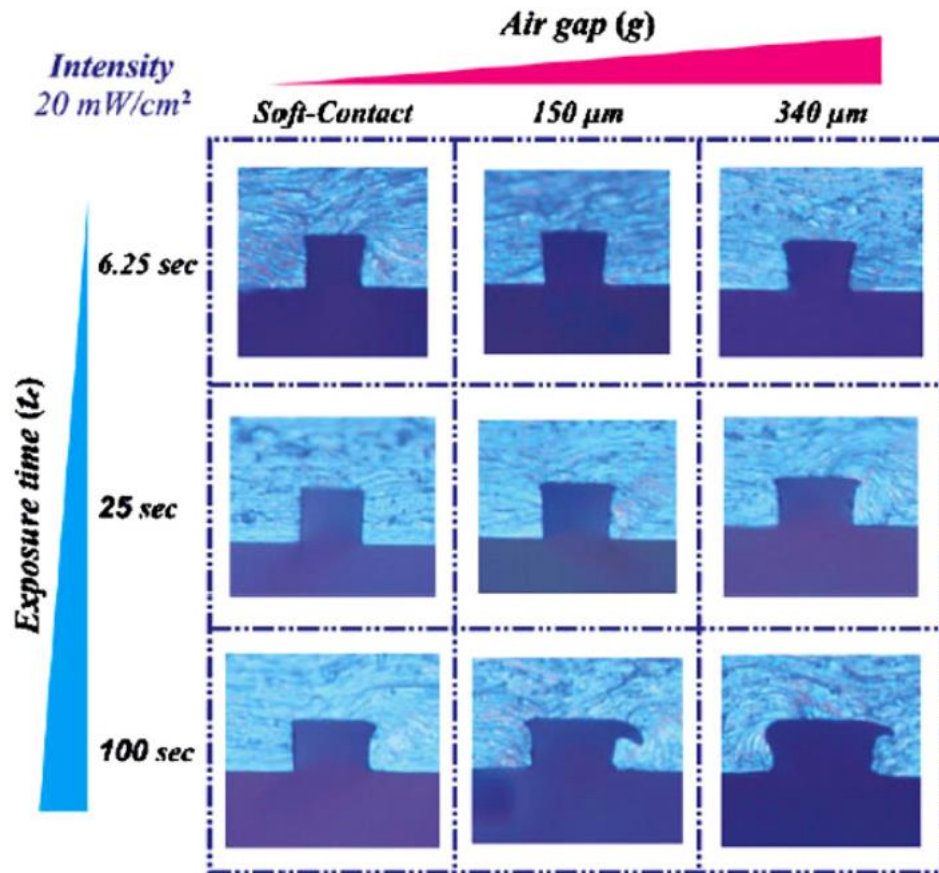 Air gap (g)
Intensity
20 mW/cm²
Soft-Contact
150 μm
340 μm
Exposure time (tₑ)
6.25 sec
25 sec
100 sec